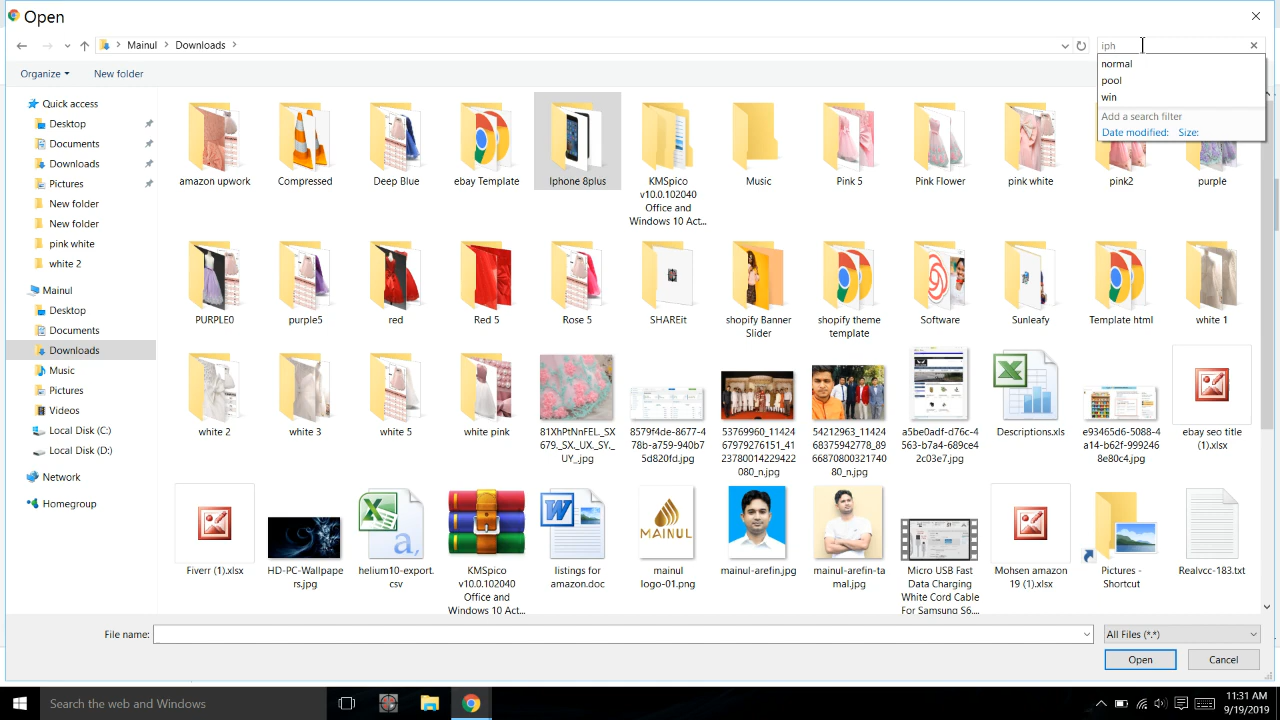 Open
Mainul > Downloads >
iph
normal
pool
win
Add a search filter
Date modified: Size:
Organize
New folder
Quick access
Desktop
Documents
Downloads
Pictures
New folder
New folder
pink white
white 2
Mainul
Desktop
Documents
Downloads
Music
Pictures
Videos
Local Disk (C:)
Local Disk (D:)
Network
Homegroup
amazon upwork
Compressed
Deep Blue
ebay Template
Iphone 8plus
KMSpico
v10.0.102040
Office and
Windows 10 Act...
Music
Pink 5
Pink Flower
pink white
pink2
purple
PURPLE0
purple5
red
Red 5
Rose 5
SHAREit
shopify Banner
Slider
shopify theme
template
Software
Sunleafy
Template html
white 1
white 2
white 3
white 5
white pink
81XhPtNnFEL._SX
679_.SX._UX._SY._
UY_.jpg
8579f4de-8677-4
78b-a759-940b7
5d820fd.jpg
53769960_11424
67979276151_41
23780014229422
080_n.jpg
54212963_11424
68375942778_89
66870800321740
80_n.jpg
a5be0adf-d76c-4
563-b7a4-689ce4
2c03e7.jpg
Descriptions.xls
e93465d6-5088-4
a14-b62f-999246
8e80c4.jpg
ebay seo title
(1).xlsx
Fiverr (1).xlsx
HD-PC-Wallpape
rs.jpg
helium10-export.
csv
KMSpico
v10.0.102040
Office and
Windows 10 Act...
listings for
amazon.doc
MAINUL
mainul
logo-01.png
mainul-arefin.jpg
mainul-arefin-ta
mal.jpg
Micro USB Fast
Data Charging
White Cord Cable
For Samsung S6....
Mohsen amazon
19 (1).xlsx
Pictures -
Shortcut
Realvcc-183.txt
File name:
All Files (*.*)
Open
Cancel
Search the web and Windows
11:31 AM
9/19/2019